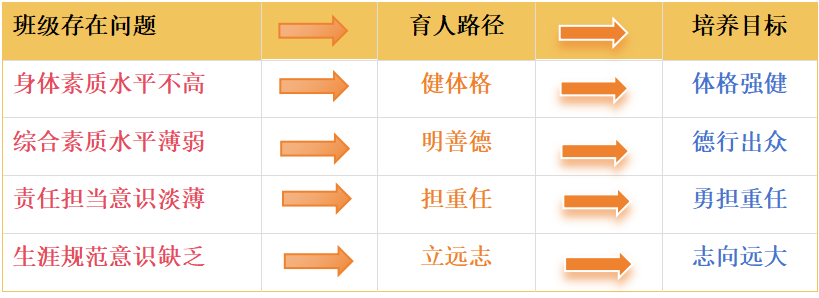 班级存在问题 育人路径 培养目标
身体素质水平不高 健体格 体格强健
综合素质水平薄弱 明善德 德行出众
责任担当意识淡薄 担重任 勇担重任
生涯规范意识缺乏 立远志 志向远大